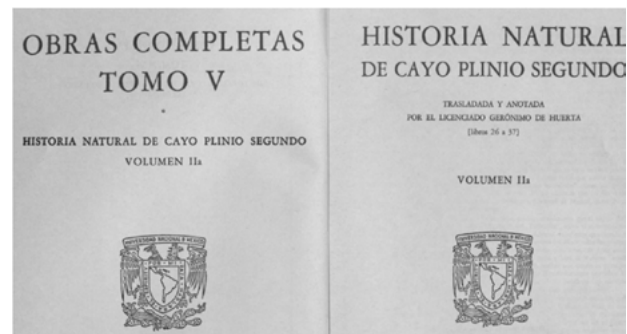 OBRAS COMPLETAS
TOMO V
HISTORIA NATURAL DE CAYO PLINIO SEGUNDO
VOLUMEN IIa
HISTORIA NATURAL
DE CAYO PLINIO SEGUNDO
TRASLADADA Y ANOTADA
POR EL LICENCIADO GERÓNIMO DE HUERTA
(libros 26 a 37)
VOLUMEN IIa